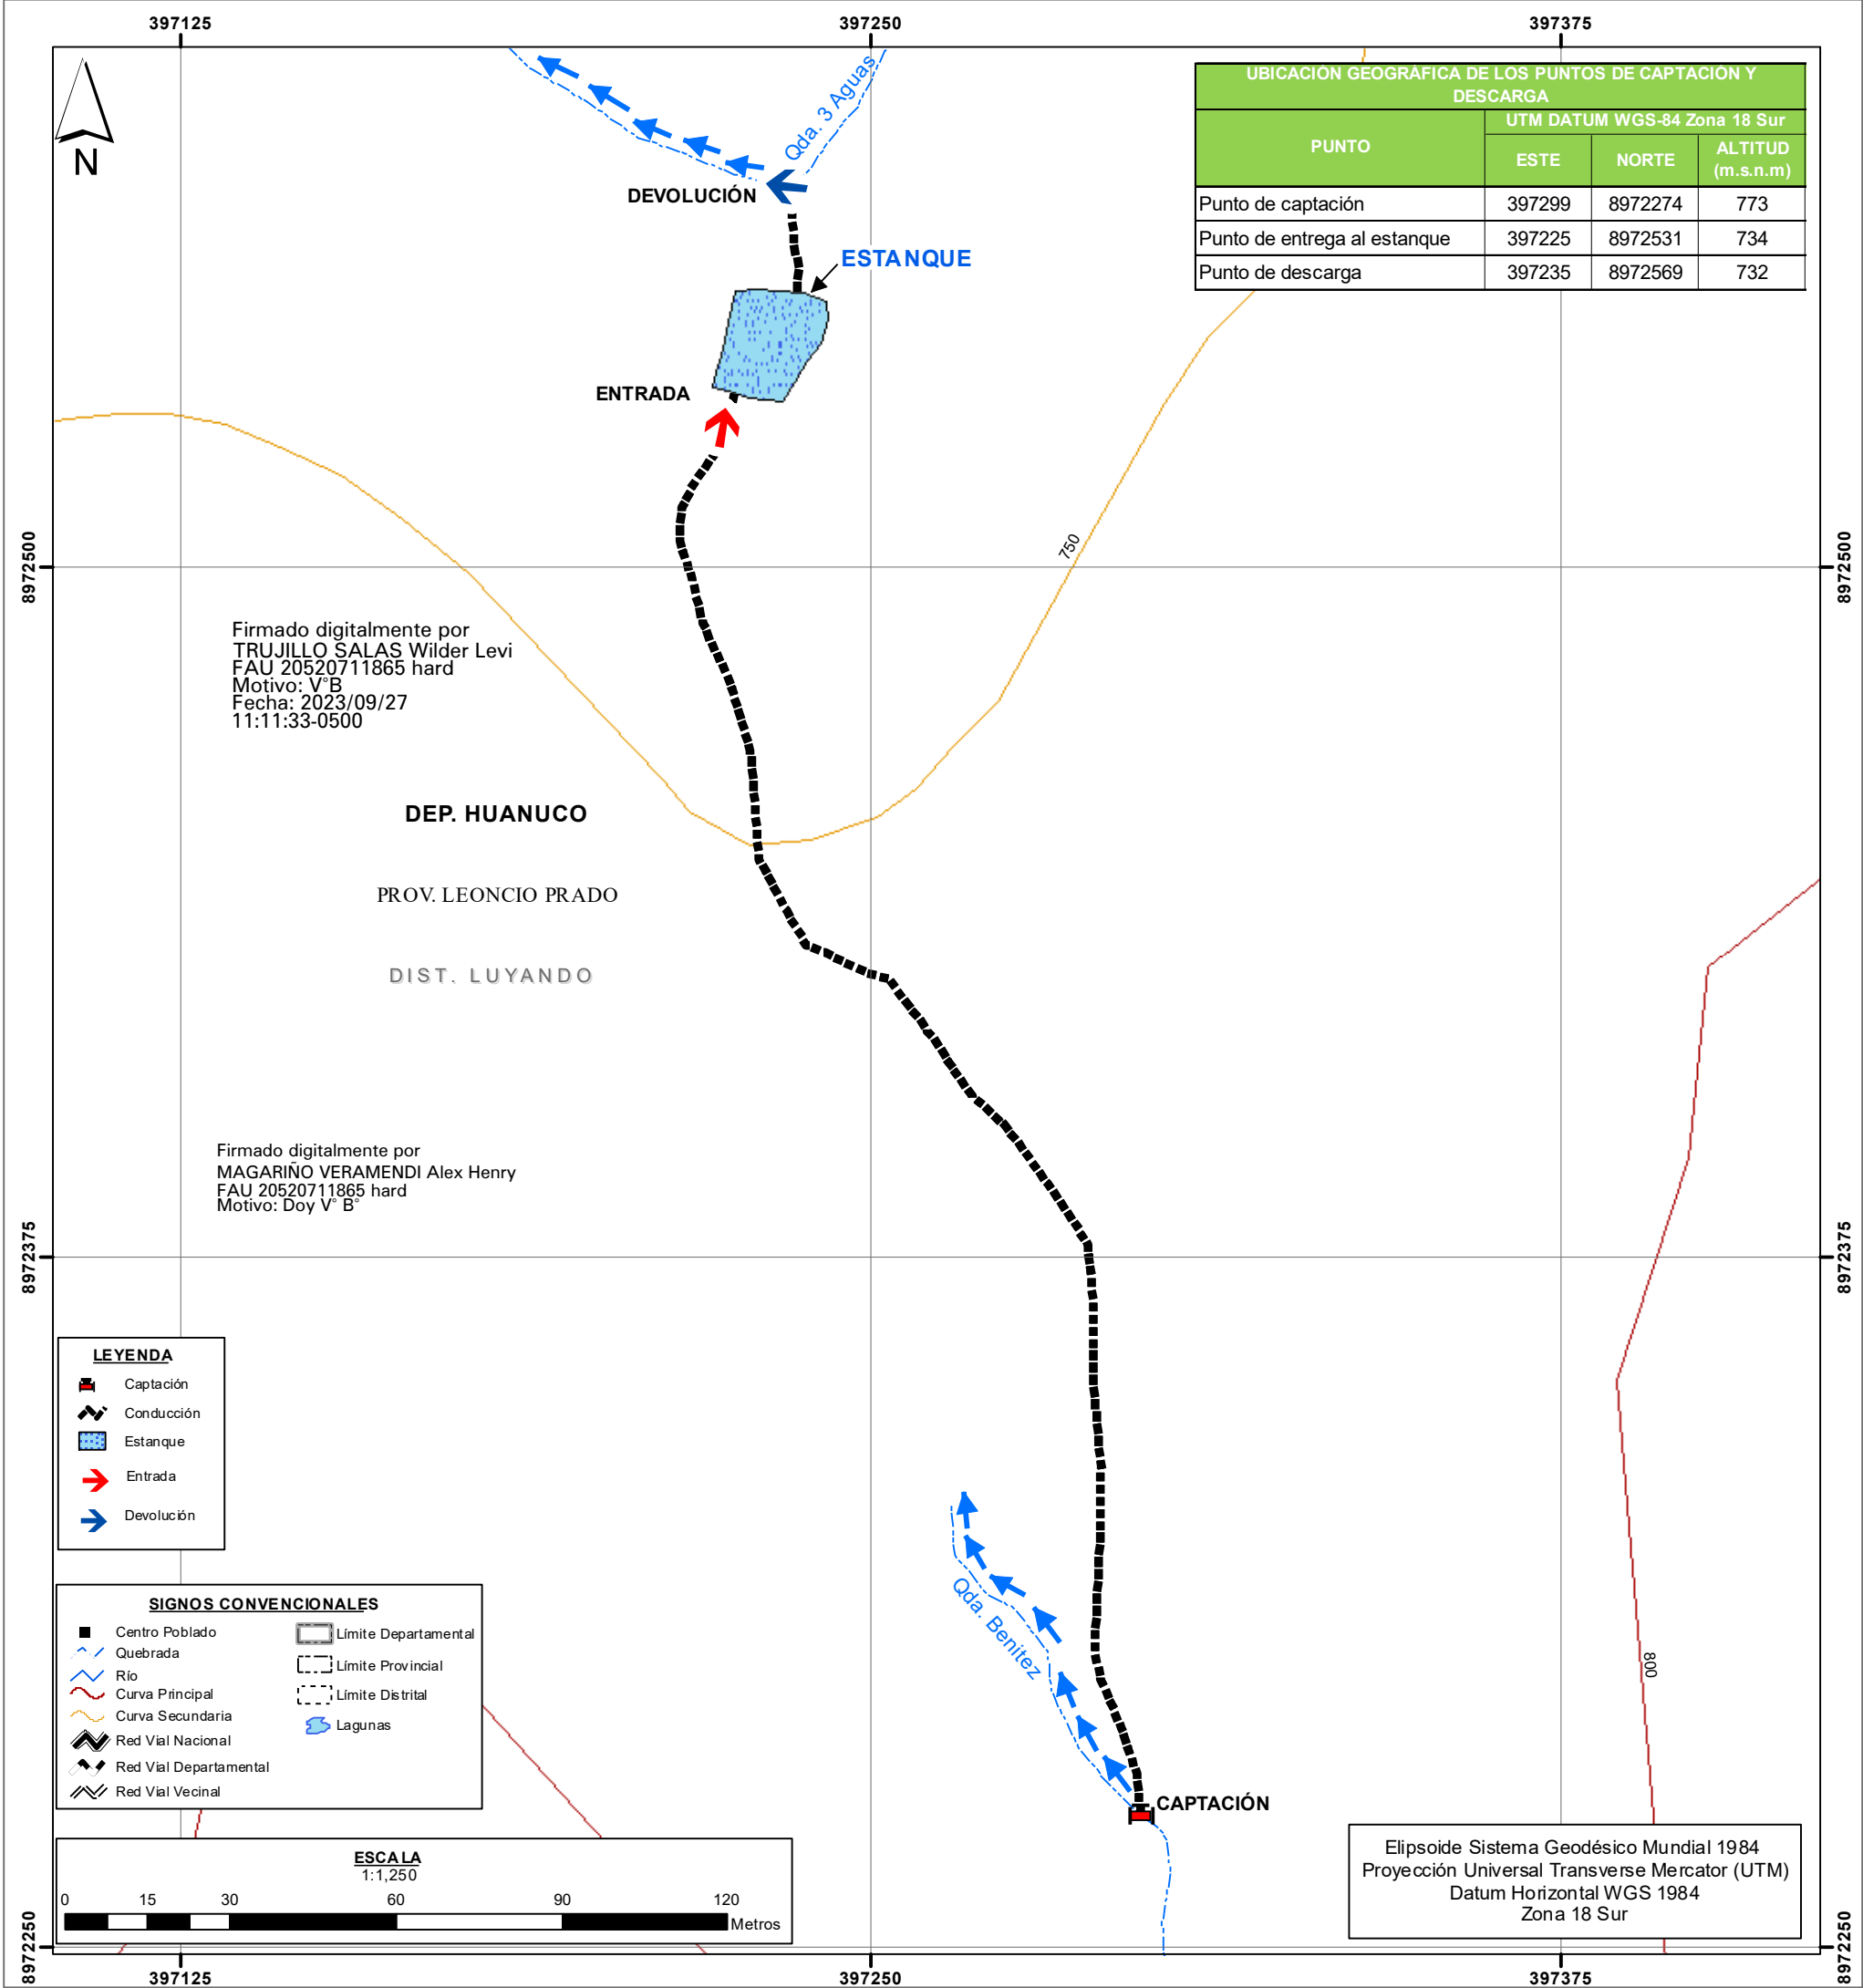 397125
397250
397375
N
Qda. 3 Aguas
DEVOLUCIÓN
ESTANQUE
ENTRADA
UBICACIÓN GEOGRÁFICA DE LOS PUNTOS DE CAPTACIÓN Y
DESCARGA
PUNTO
UTM DATUM WGS-84 Zona 18 Sur
ESTE
NORTE
ALTITUD
(m.s.n.m)
Punto de captación 397299 8972274 773
Punto de entrega al estanque 397225 8972531 734
Punto de descarga 397235 8972569 732
8972500
750
8972500
Firmado digitalmente por
TRUJILLO SALAS Wilder Levi
FAU 20520711865 hard
Motivo: V°B
Fecha: 2023/09/27
11:11:33-0500
DEP. HUANUCO
PROV. LEONCIO PRADO
DIST. LUYANDO
Firmado digitalmente por
MAGARIÑO VERAMENDI Alex Henry
FAU 20520711865 hard
Motivo: Doy V° B°
8972375
8972375
LEYENDA
Captación
Conducción
Estanque
Entrada
Devolución
Qda. Benitez
800
CAPTACIÓN
SIGNOS CONVENCIONALES
Centro Poblado
Quebrada
Río
Curva Principal
Curva Secundaria
Red Vial Nacional
Red Vial Departamental
Red Vial Vecinal
Límite Departamental
Límite Provincial
Límite Distrital
Lagunas
ESCALA
1:1,250
0 15 30 60 90 120
Metros
Elipsoide Sistema Geodésico Mundial 1984
Proyección Universal Transverse Mercator (UTM)
Datum Horizontal WGS 1984
Zona 18 Sur
8972250
8972250
397125
397250
397375